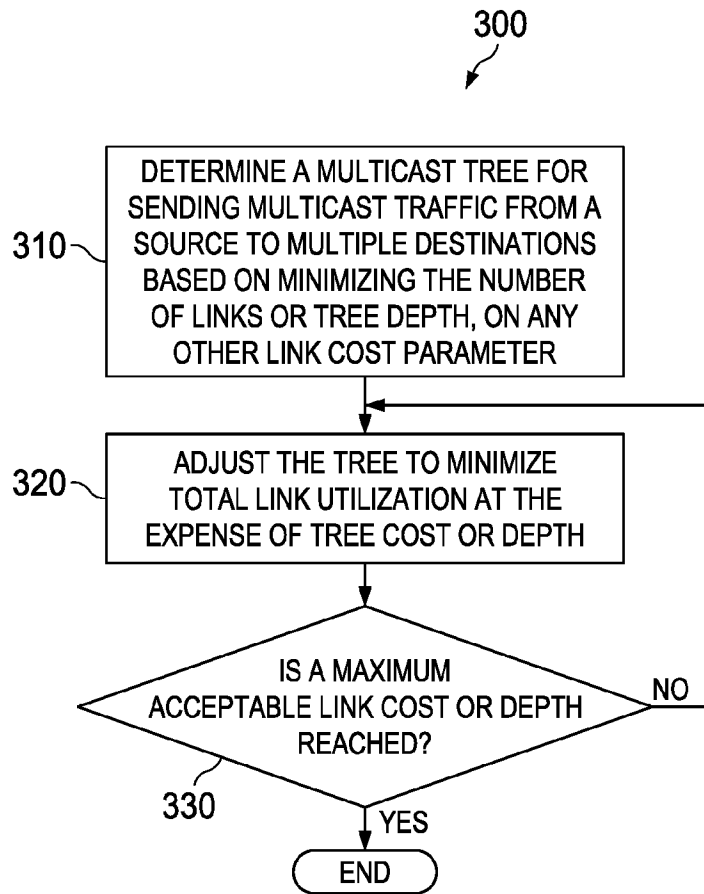 300
310
DETERMINE A MULTICAST TREE FOR
SENDING MULTICAST TRAFFIC FROM A
SOURCE TO MULTIPLE DESTINATIONS
BASED ON MINIMIZING THE NUMBER
OF LINKS OR TREE DEPTH, ON ANY
OTHER LINK COST PARAMETER
320
ADJUST THE TREE TO MINIMIZE
TOTAL LINK UTILIZATION AT THE
EXPENSE OF TREE COST OR DEPTH
IS A MAXIMUM
ACCEPTABLE LINK COST OR DEPTH
REACHED?
NO
330
YES
END